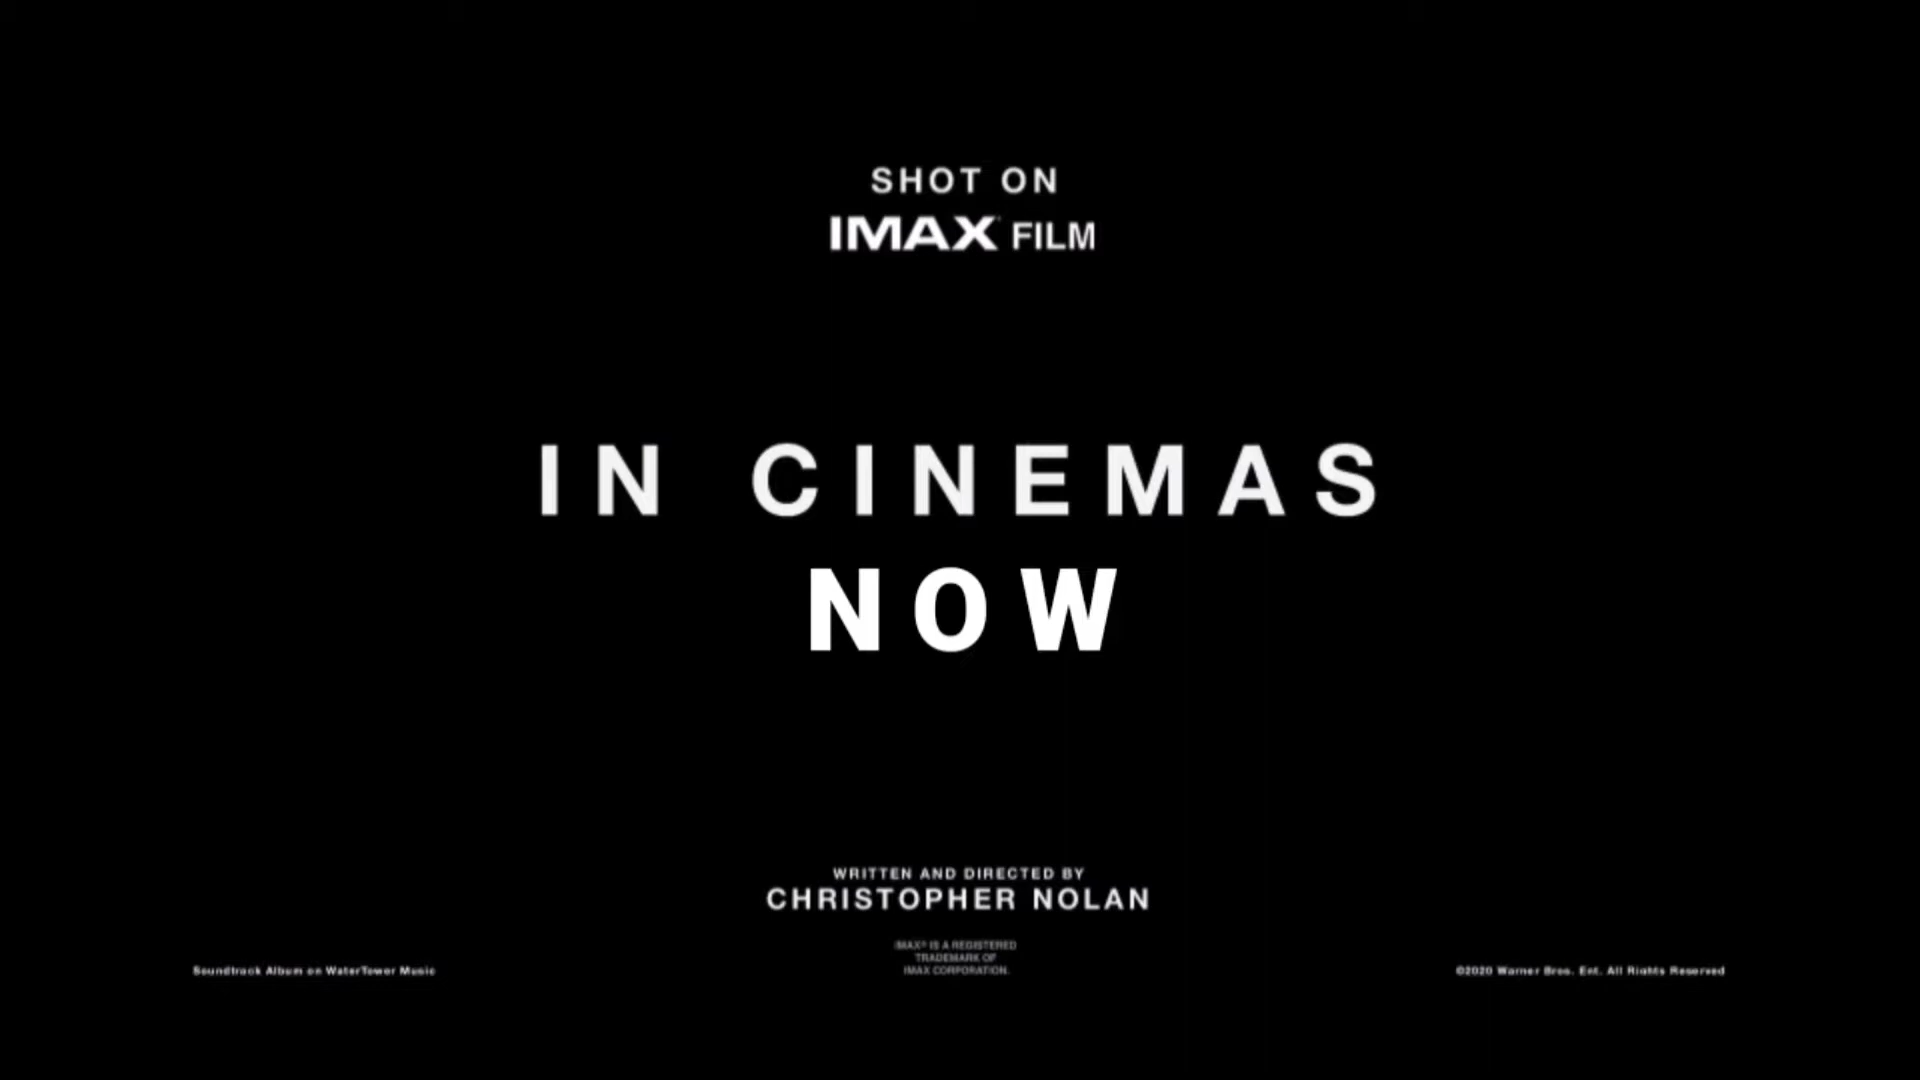 SHOT ON
IMAX FILM
IN CINEMAS
NOW
WRITTEN AND DIRECTED BY
CHRISTOPHER NOLAN
IMAX® IS A REGISTERED
TRADEMARK OF
IMAX CORPORATION.
Soundtrack Album on WaterTower Music
©2020 Warner Bros. Ent. All Rights Reserved